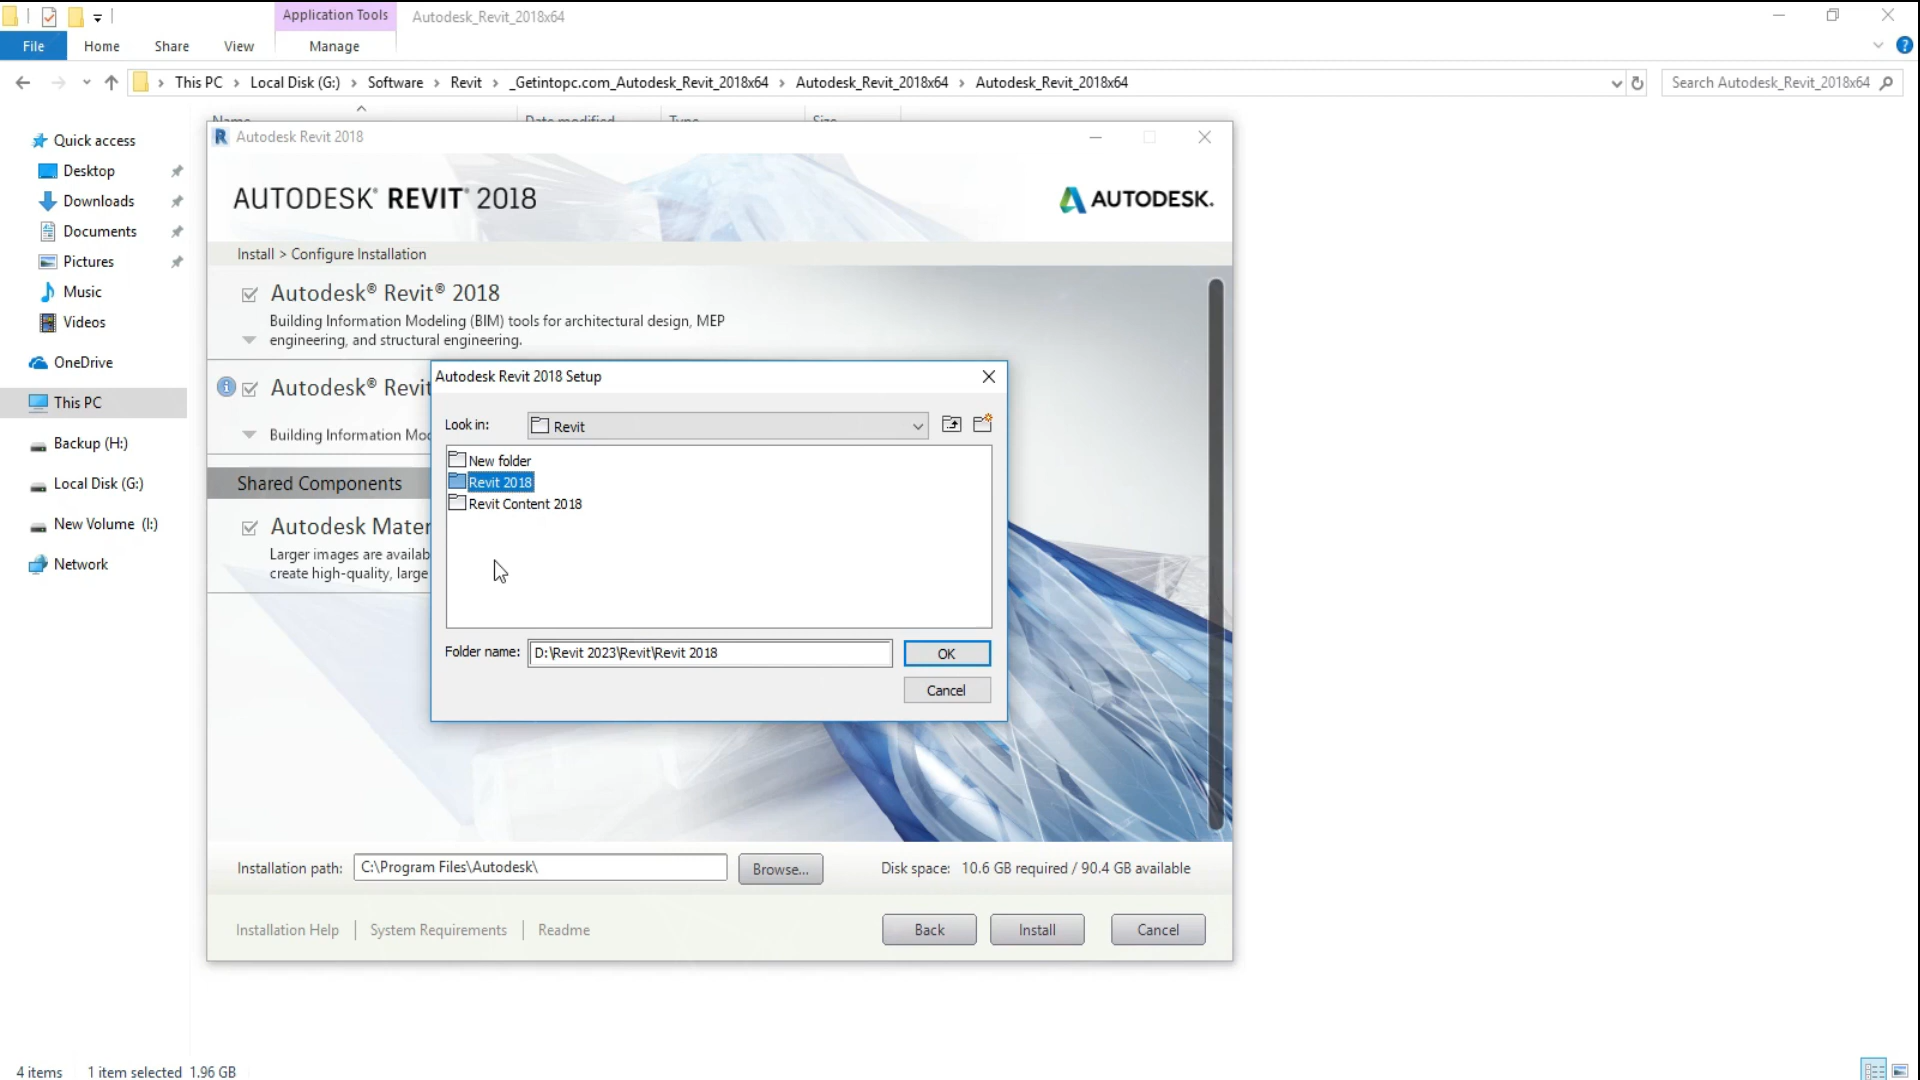 Application Tools
Autodesk_Revit_2018x64
File
Home
Share
View
Manage
This PC
Local Disk (G:)
Software
Revit
_Getintopc.com_Autodesk_Revit_2018x64
Autodesk_Revit_2018x64
Autodesk_Revit_2018x64
Search Autodesk_Revit_2018x64
Name
Date modified
Type
Size
Quick access
Desktop
Downloads
Documents
Pictures
Music
Videos
OneDrive
This PC
Backup (H:)
Local Disk (G:)
New Volume (I:)
Network
Autodesk Revit 2018
AUTODESK® REVIT® 2018
AUTODESK.
Install > Configure Installation
Autodesk® Revit® 2018
Building Information Modeling (BIM) tools for architectural design, MEP
engineering, and structural engineering.
Autodesk® Revit
Building Information Mo
Shared Components
Autodesk Mater
Larger images are availab
create high-quality, large
Autodesk Revit 2018 Setup
Look in:
Revit
New folder
Revit 2018
Revit Content 2018
Folder name:
D:\Revit 2023\Revit\Revit 2018
OK
Cancel
Installation path:
C:\Program Files\Autodesk\
Browse...
Disk space: 10.6 GB required / 90.4 GB available
Installation Help
System Requirements
Readme
Back
Install
Cancel
4 items
1 item selected 1.96 GB